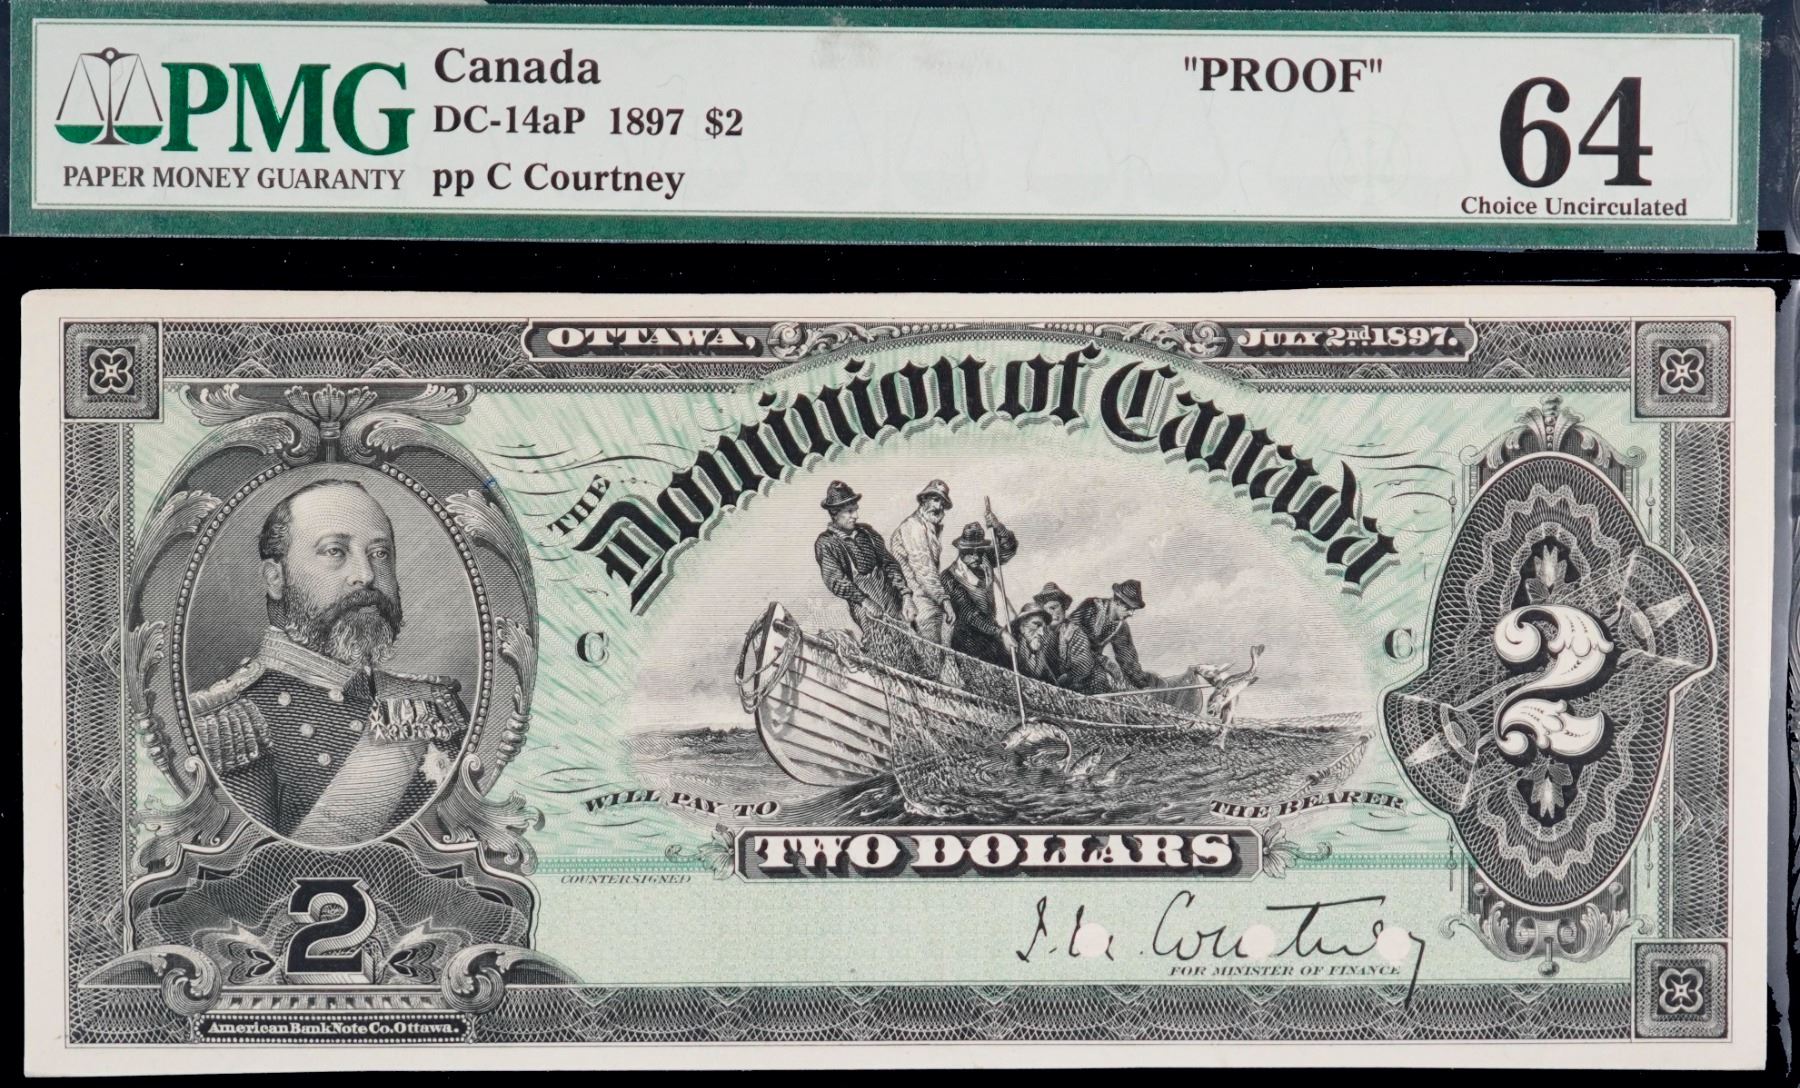 PMG
PAPER MONEY GUARANTY
Canada
DC-14aP 1897 $2
pp C Courtney
"PROOF"
64
Choice Uncirculated
OTTAWA, JULY 2nd 1897.
THE Dominion of Canada
C C
2
WILL PAY TO THE BEARER
TWO DOLLARS
COUNTERSIGNED
2
Courtney
FOR MINISTER OF FINANCE
American Bank Note Co. Ottawa.